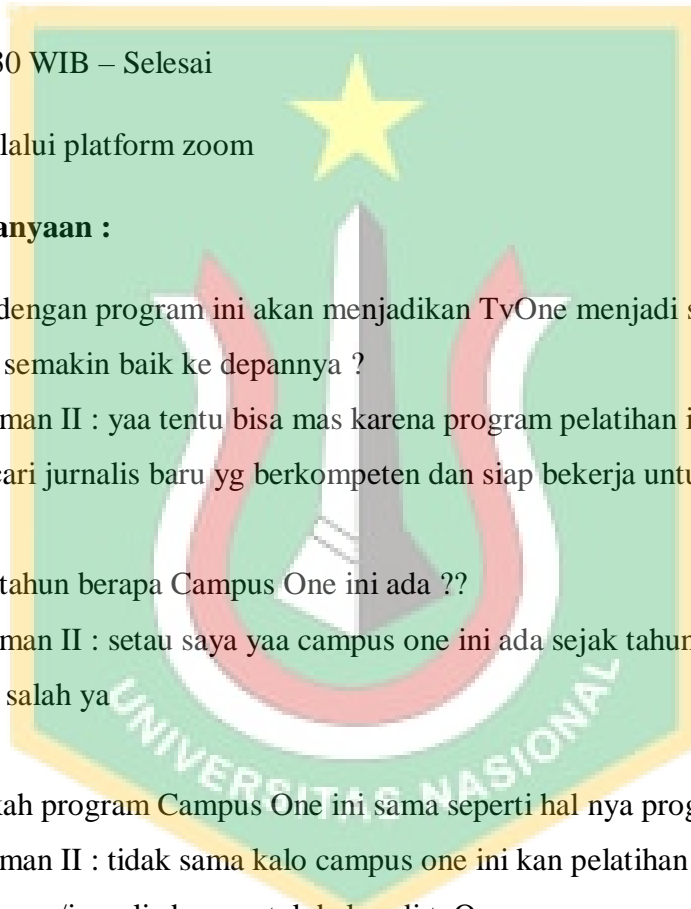 30 WIB – Selesai
lalui platform zoom
anyaan :
dengan program ini akan menjadikan TvOne menjadi s
semakin baik ke depannya ?
man II : yaa tentu bisa mas karena program pelatihan i
cari jurnalis baru yg berkompeten dan siap bekerja untu
tahun berapa Campus One ini ada ??
man II : setau saya yaa campus one ini ada sejak tahun
salah ya
UNIVERSITAS NASIONAL
kah program Campus One ini sama seperti hal nya prog
man II : tidak sama kalo campus one ini kan pelatihan